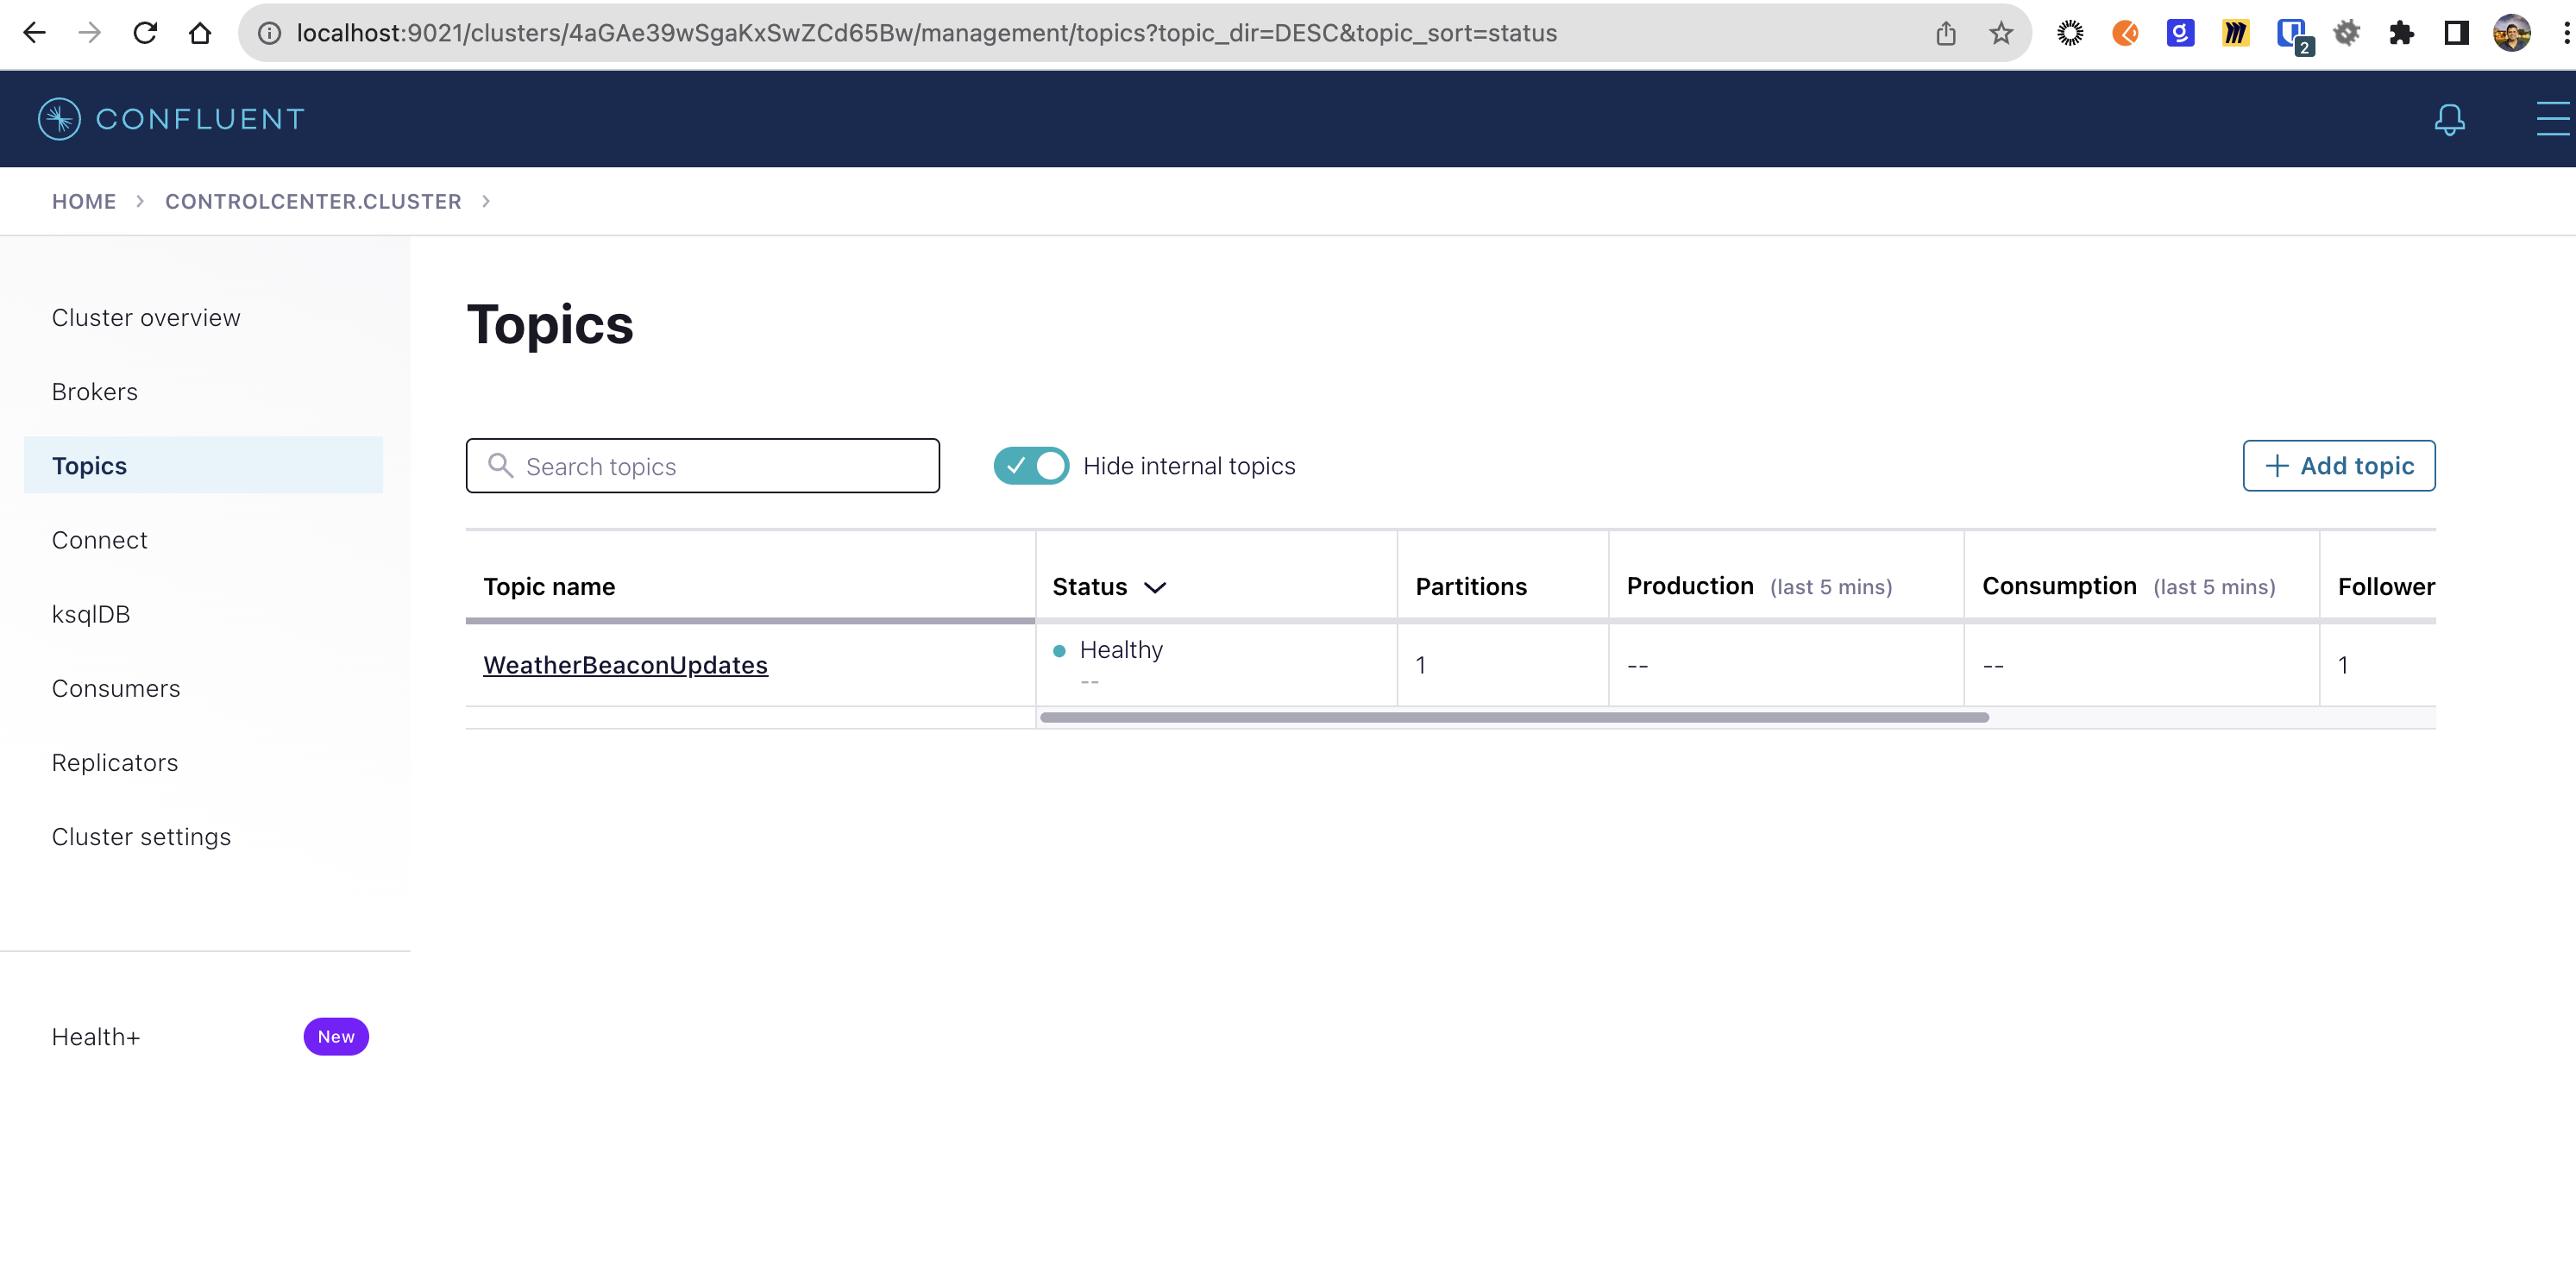 localhost:9021/clusters/4aGAe39wSgaKxSwZCd65Bw/management/topics?topic_dir=DESC&topic_sort=status
2
CONFLUENT
HOME > CONTROLCENTER.CLUSTER >
Cluster overview
Brokers
Topics
Connect
ksqlDB
Consumers
Replicators
Cluster settings
Health+ New
Topics
Search topics
Hide internal topics
+ Add topic
Topic name Status Partitions Production (last 5 mins) Consumption (last 5 mins) Follower
WeatherBeaconUpdates Healthy 1 -- -- 1
--